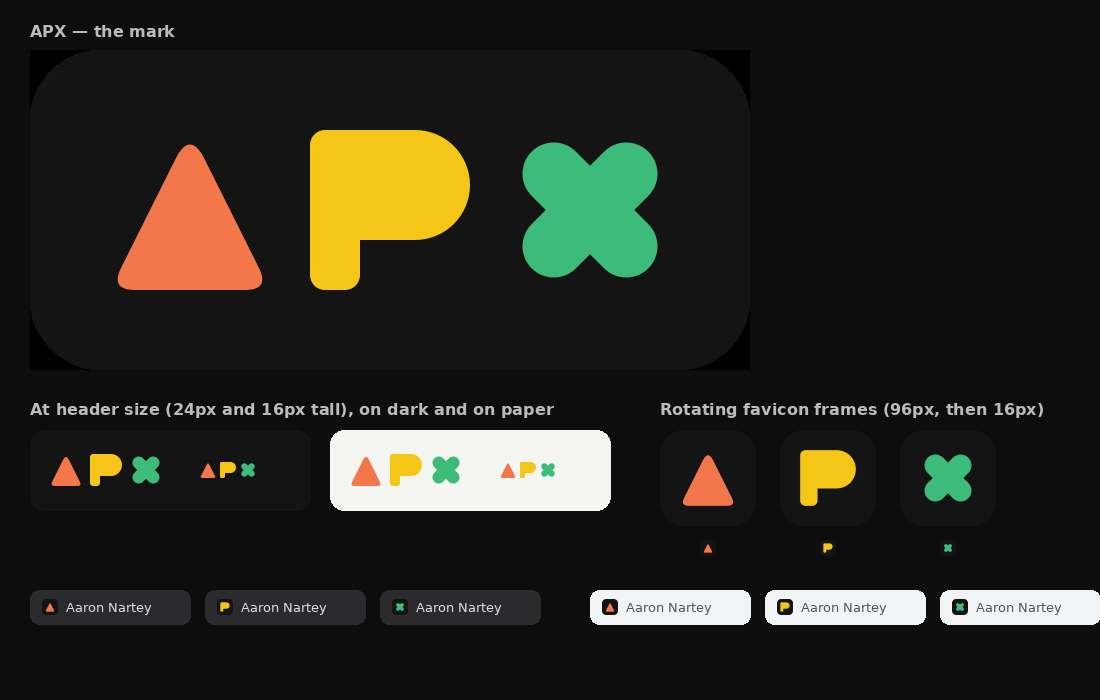 APX — the mark
At header size (24px and 16px tall), on dark and on paper
Rotating favicon frames (96px, then 16px)
Aaron Nartey
Aaron Nartey
Aaron Nartey
Aaron Nartey
Aaron Nartey
Aaron Nartey